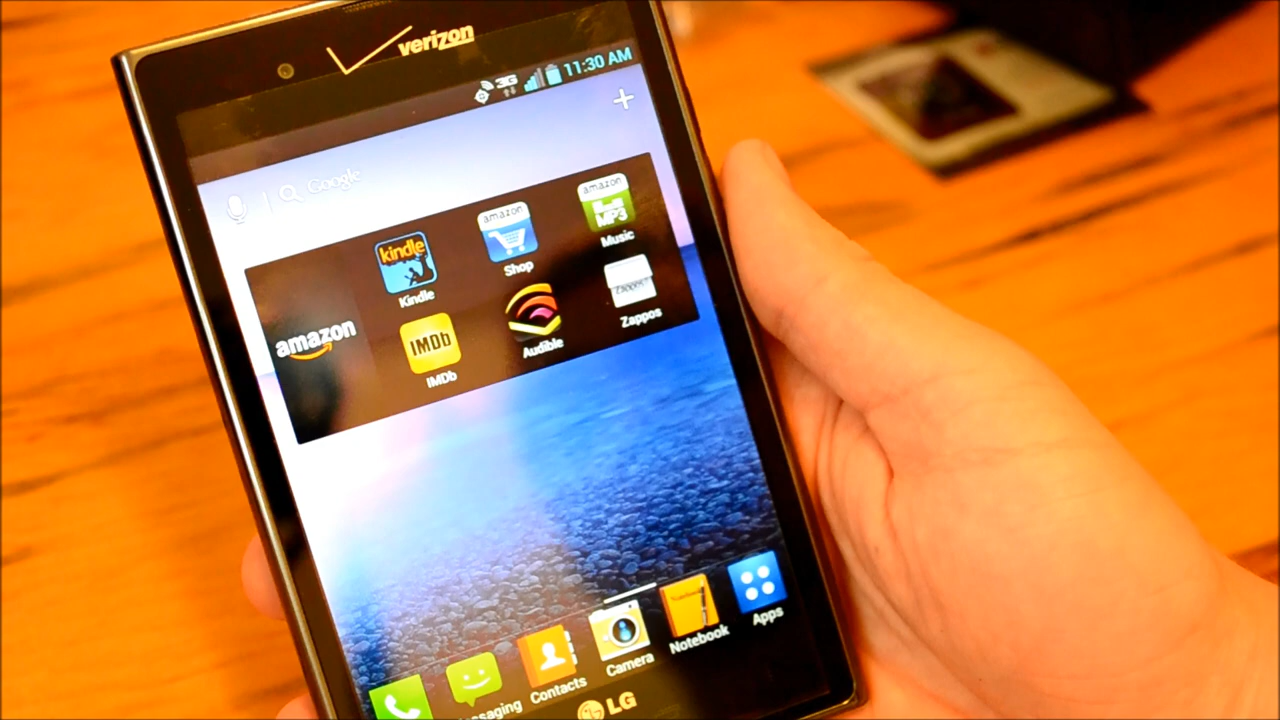 verizon
3G 11:30 AM
Google
amazon
kindle
Kindle
amazon
Shop
amazon
MP3
Music
IMDb
IMDb
Audible
Zappos
Zappos
ssaging
Contacts
Camera
Notebook
Apps
LG